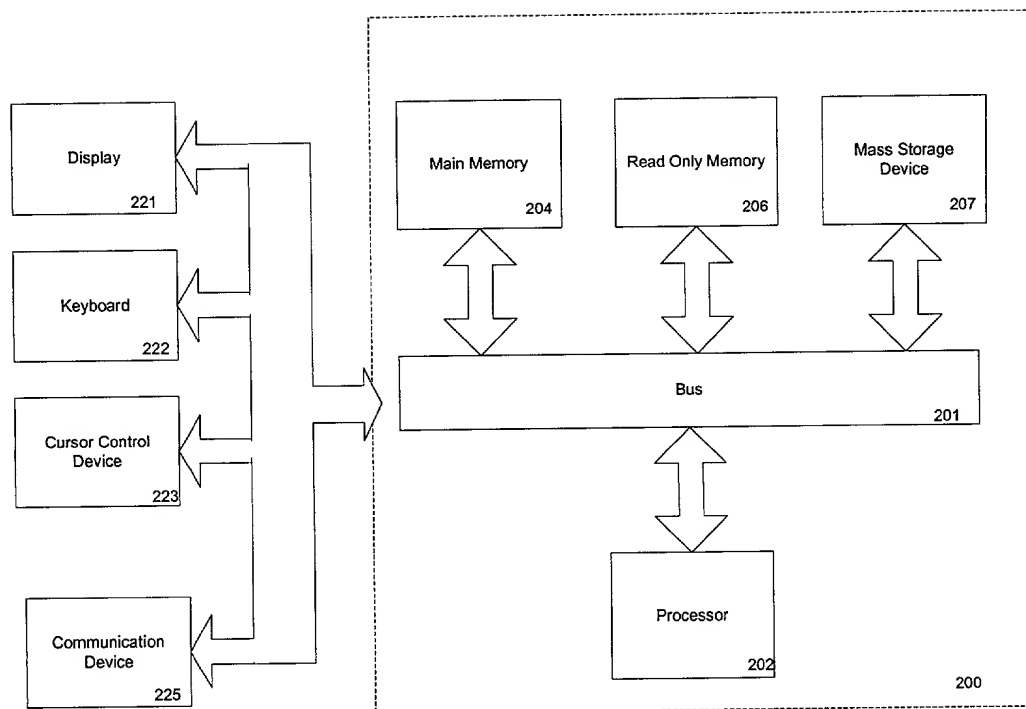 Display
221
Keyboard
222
Cursor Control
Device
223
Communication
Device
225
Main Memory
204
Read Only Memory
206
Mass Storage
Device
207
Bus
201
Processor
202
200